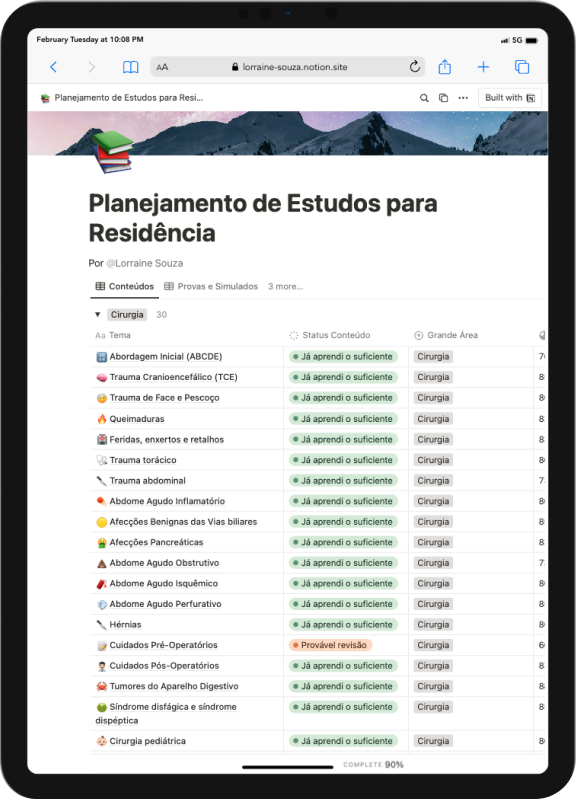 February Tuesday at 10:08 PM
5G
AA
lorraine-souza.notion.site
Planejamento de Estudos para Resi...
Built with
Planejamento de Estudos para
Residência
Por @Lorraine Souza
Conteúdos Provas e Simulados 3 more...
Cirurgia 30
Aa Tema Status Conteúdo Grande Área
Abordagem Inicial (ABCDE) Já aprendi o suficiente Cirurgia
Trauma Cranioencefálico (TCE) Já aprendi o suficiente Cirurgia
Trauma de Face e Pescoço Já aprendi o suficiente Cirurgia
Queimaduras Já aprendi o suficiente Cirurgia
Feridas, enxertos e retalhos Já aprendi o suficiente Cirurgia
Trauma torácico Já aprendi o suficiente Cirurgia
Trauma abdominal Já aprendi o suficiente Cirurgia
Abdome Agudo Inflamatório Já aprendi o suficiente Cirurgia
Afecções Benignas das Vias biliares Já aprendi o suficiente Cirurgia
Afecções Pancreáticas Já aprendi o suficiente Cirurgia
Abdome Agudo Obstrutivo Já aprendi o suficiente Cirurgia
Abdome Agudo Isquêmico Já aprendi o suficiente Cirurgia
Abdome Agudo Perfurativo Já aprendi o suficiente Cirurgia
Hérnias Já aprendi o suficiente Cirurgia
Cuidados Pré-Operatórios Provável revisão Cirurgia
Cuidados Pós-Operatórios Já aprendi o suficiente Cirurgia
Tumores do Aparelho Digestivo Já aprendi o suficiente Cirurgia
Síndrome disfágica e síndrome Já aprendi o suficiente Cirurgia
dispéptica
Cirurgia pediátrica Já aprendi o suficiente Cirurgia
COMPLETE 90%